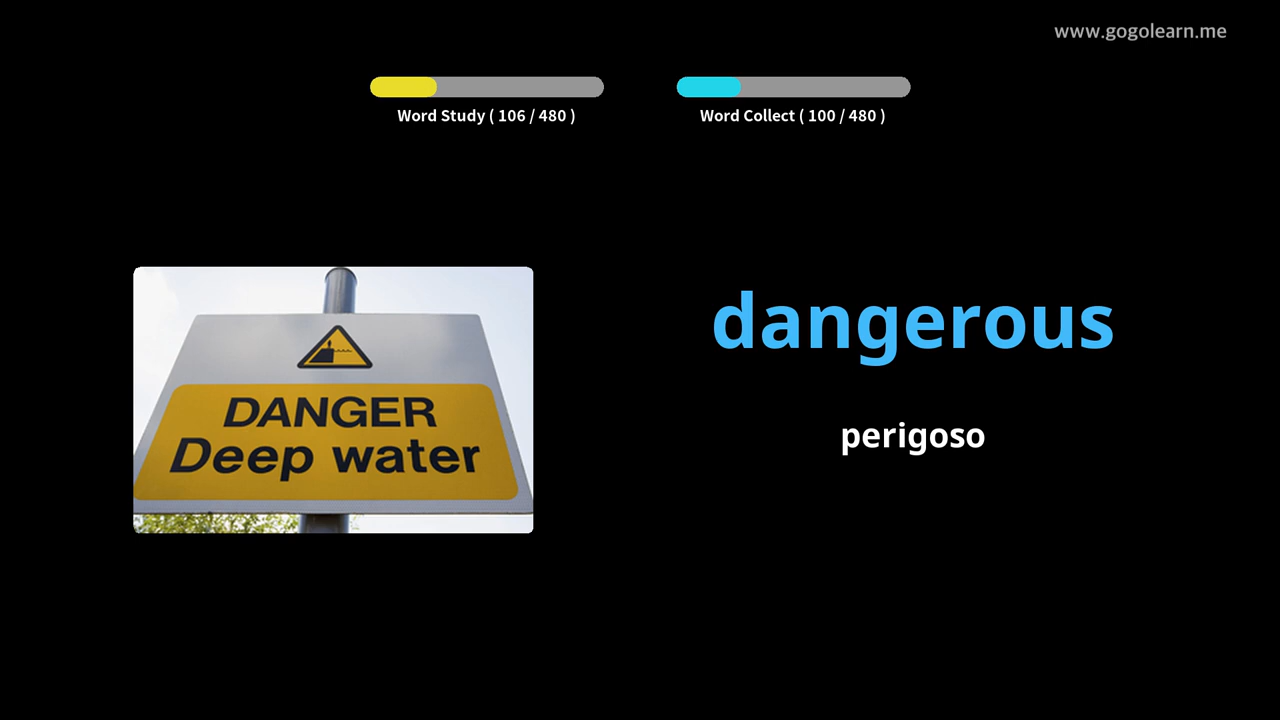 www.gogolearn.me
Word Study ( 106 / 480 )
Word Collect ( 100 / 480 )
DANGER
Deep water
dangerous
perigoso